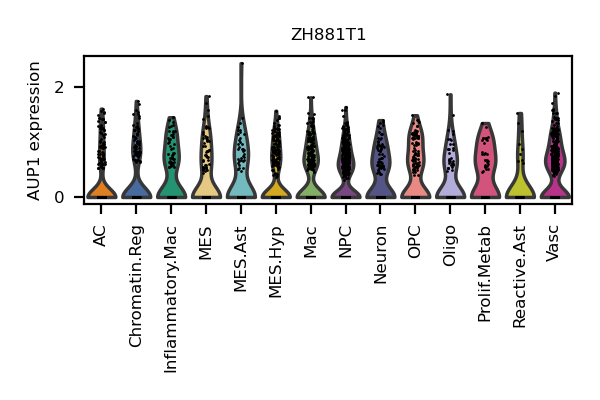 ZH881T1
AUP1 expression
2
0
AC
Chromatin.Reg
Inflammatory.Mac
MES
MES.Ast
MES.Hyp
Mac
NPC
Neuron
OPC
Oligo
Prolif.Metab
Reactive.Ast
Vasc